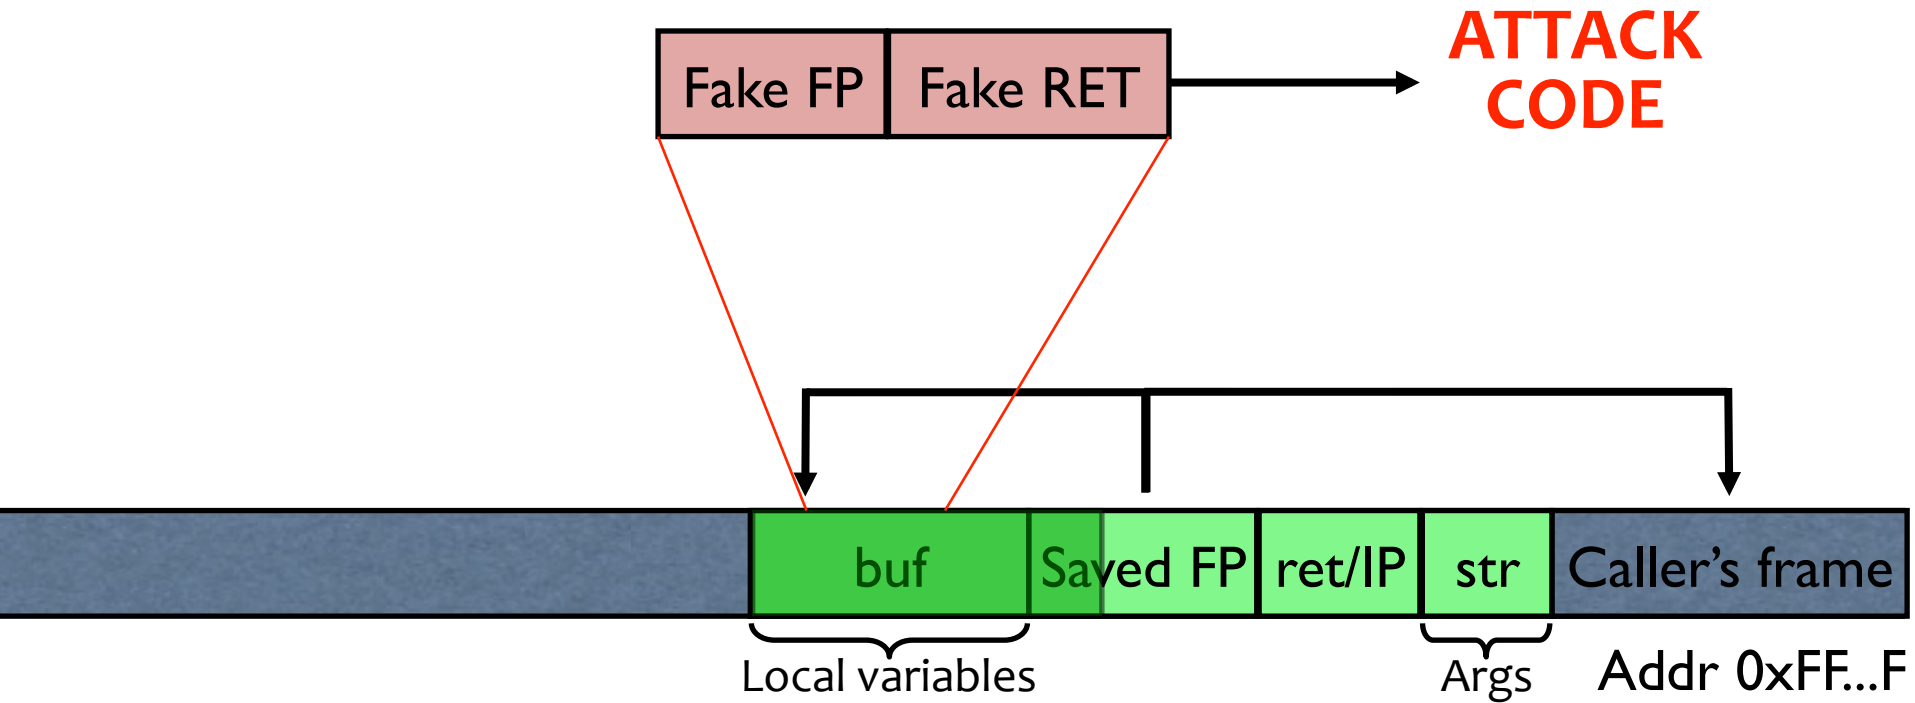 Fake FP
Fake RET
ATTACK
CODE
buf
Saved FP
ret/IP
str
Caller’s frame
Local variables
Args
Addr 0xFF...F